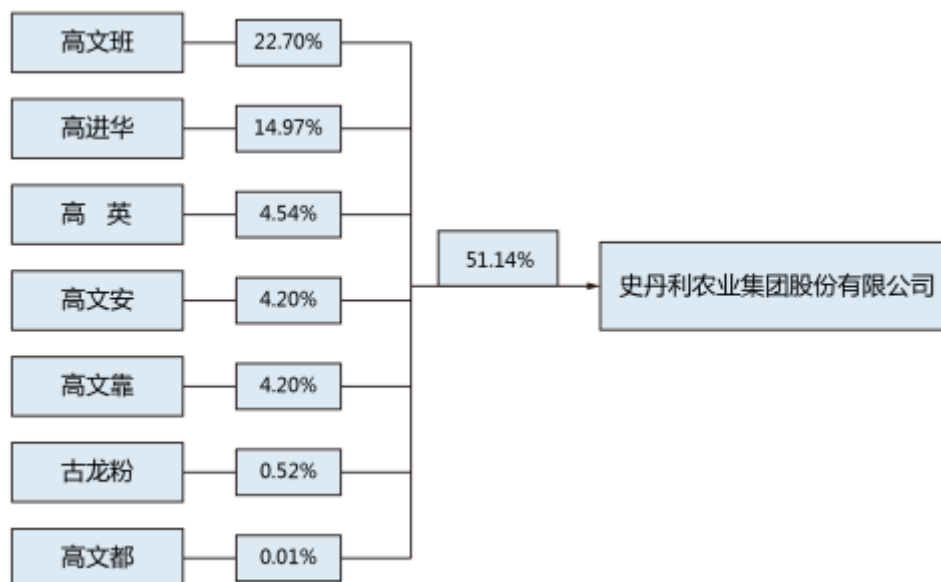 高文班 22.70%
高进华 14.97%
高 英 4.54%
51.14%
史丹利农业集团股份有限公司
高文安 4.20%
高文靠 4.20%
古龙粉 0.52%
高文都 0.01%